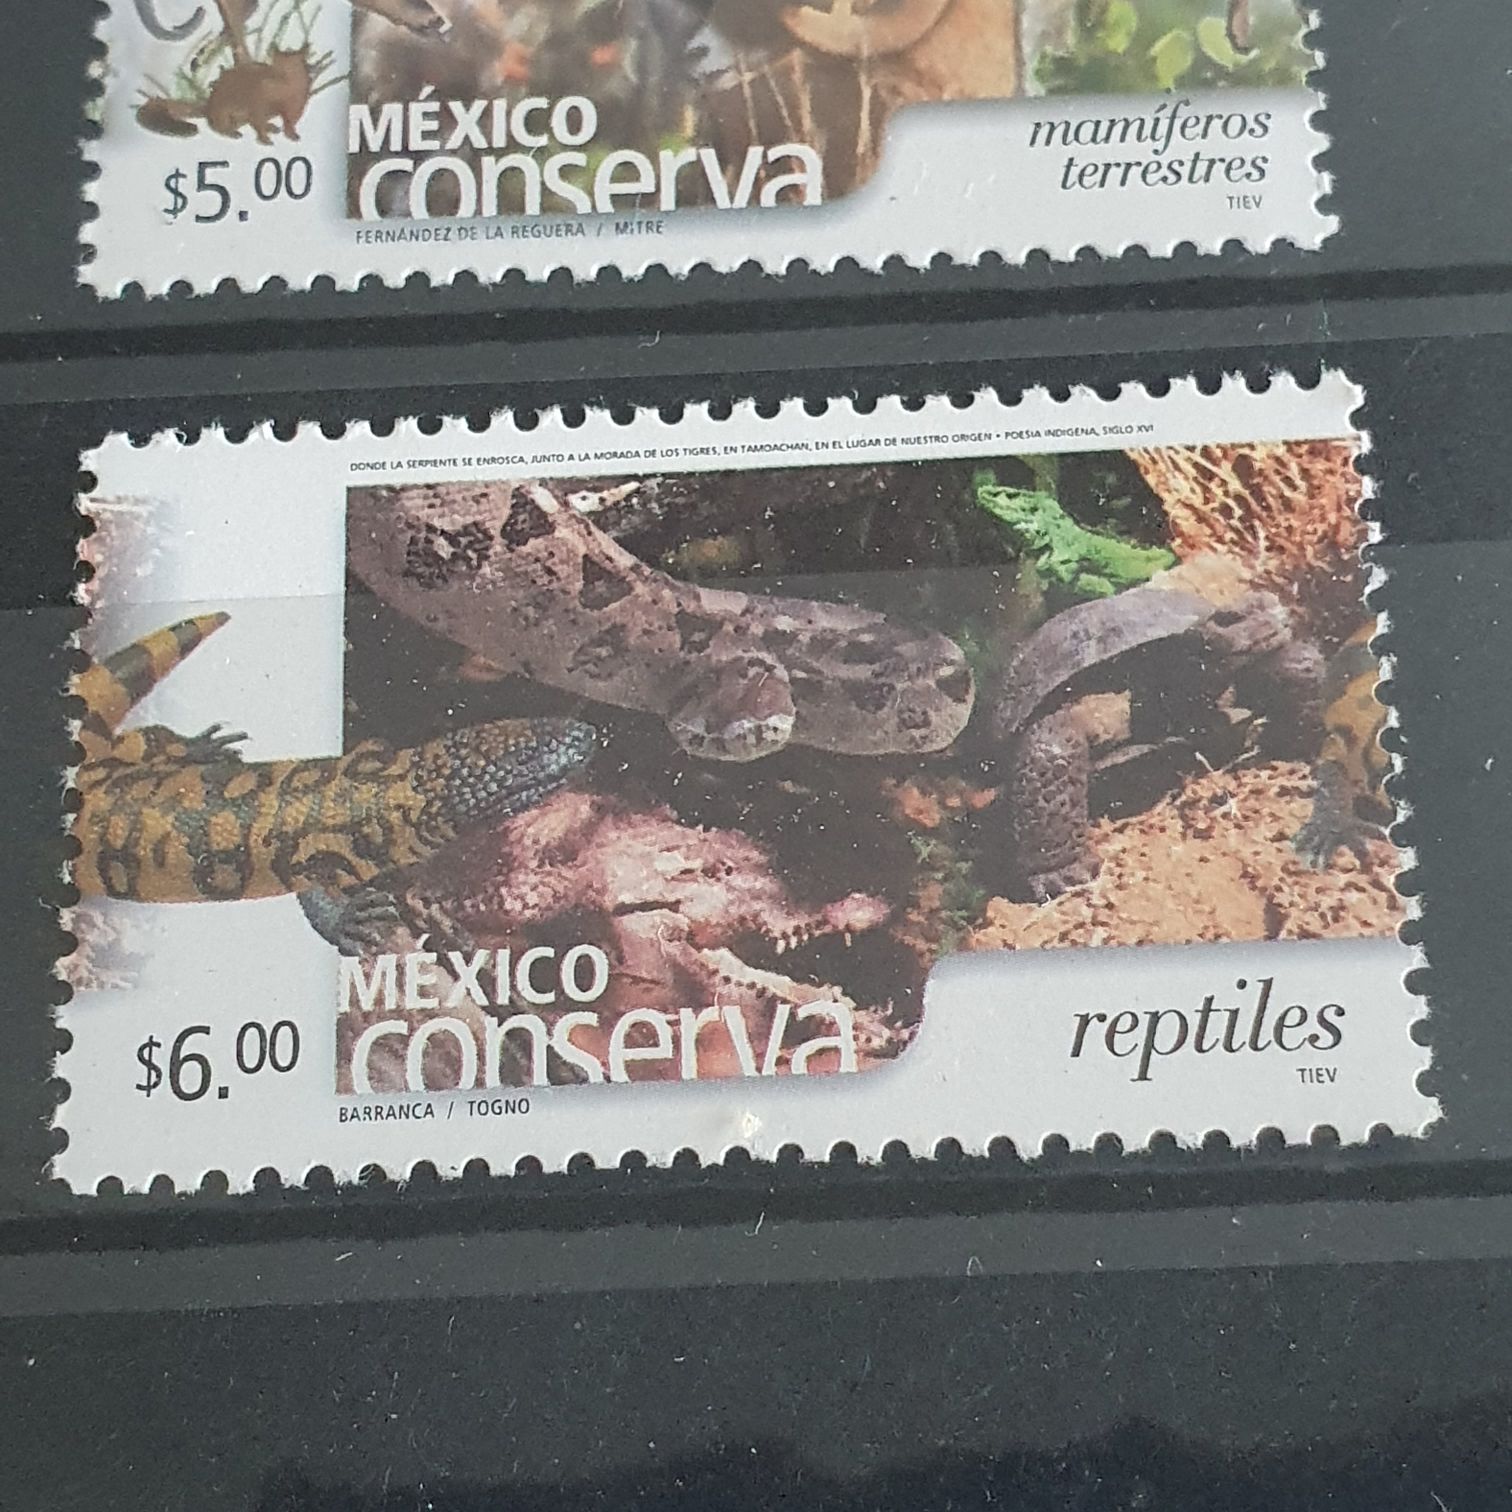 MÉXICO
conserva
$5.00
FERNÁNDEZ DE LA REGUERA / MITRE
mamíferos
terrestres
TIEV
DONDE LA SERPIENTE SE ENROSCA, JUNTO A LA MORADA DE LOS TIGRES, EN TAMOACHAN, EN EL LUGAR DE NUESTRO ORIGEN • POESIA INDIGENA, SIGLO XVI
MÉXICO
conserva
$6.00
BARRANCA / TOGNO
reptiles
TIEV